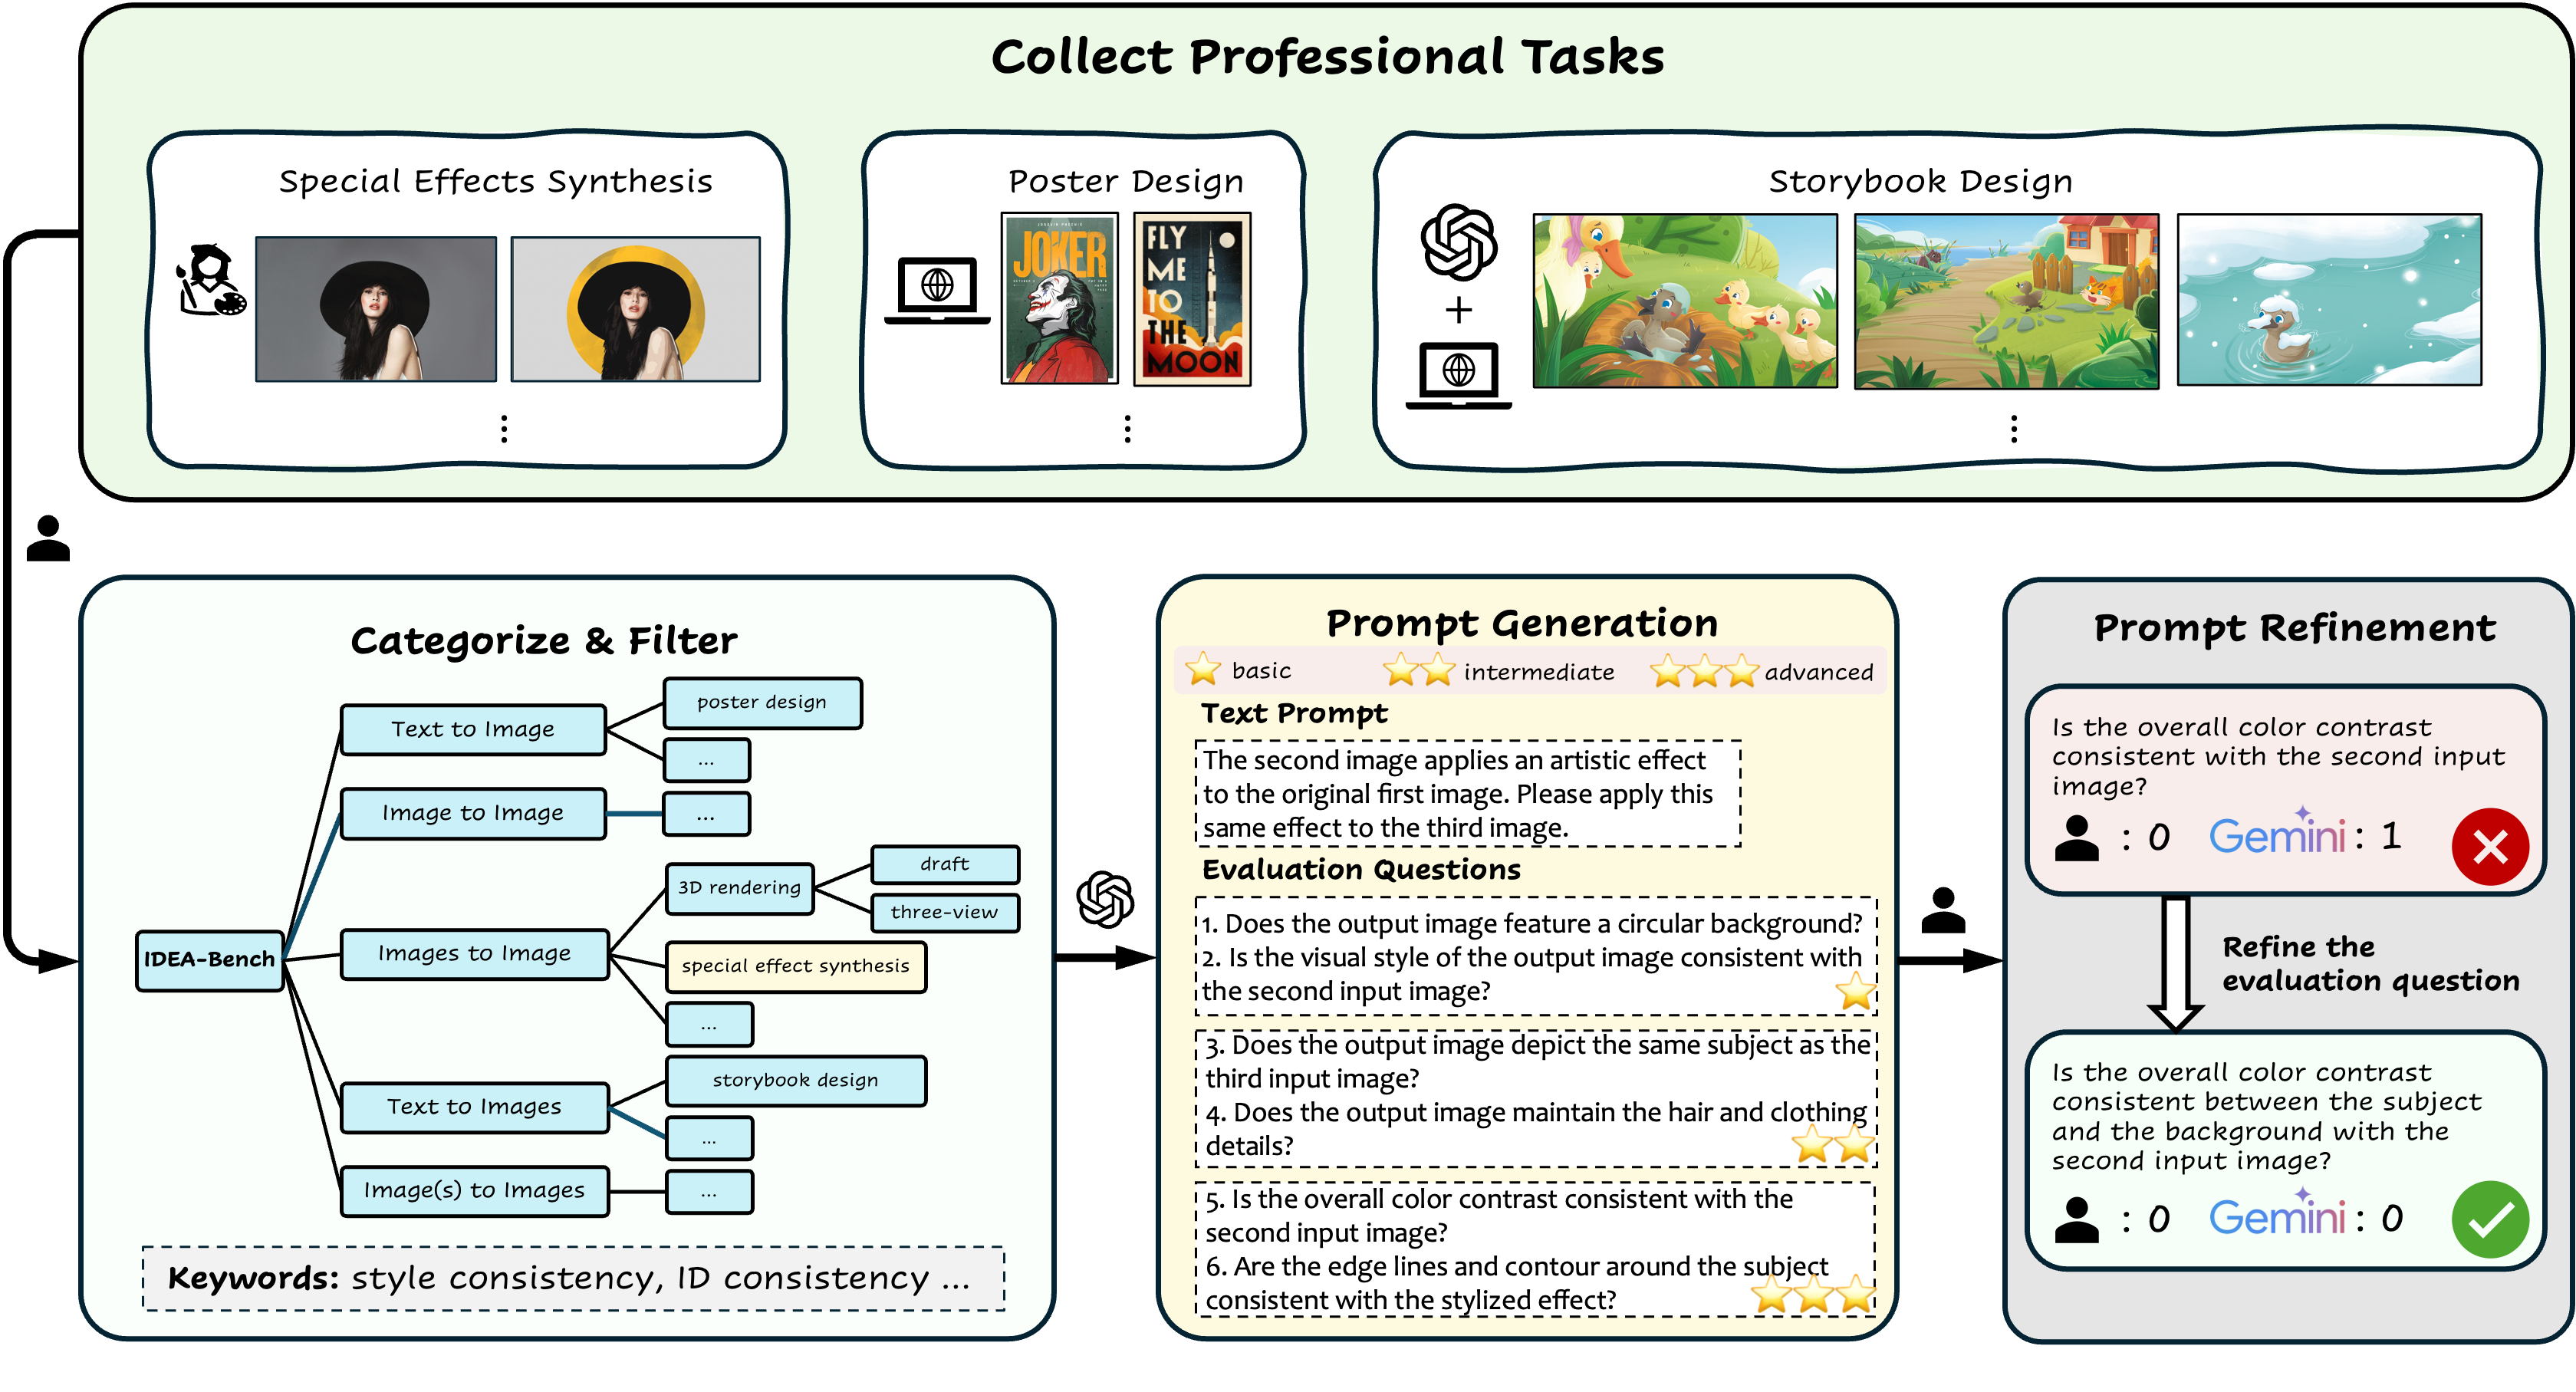 Collect Professional Tasks
Special Effects Synthesis
Poster Design
JOKER
FLY
ME
TO
THE
MOON
Storybook Design
+
Categorize & Filter
IDEA-Bench
Text to Image
poster design
...
Image to Image
...
Images to Image
3D rendering
draft
three-view
special effect synthesis
...
Text to Images
storybook design
...
Image(s) to Images
...
Keywords: style consistency, ID consistency ...
Prompt Generation
basic
intermediate
advanced
Text Prompt
The second image applies an artistic effect
to the original first image. Please apply this
same effect to the third image.
Evaluation Questions
1. Does the output image feature a circular background?
2. Is the visual style of the output image consistent with
the second input image?
3. Does the output image depict the same subject as the
third input image?
4. Does the output image maintain the hair and clothing
details?
5. Is the overall color contrast consistent with the
second input image?
6. Are the edge lines and contour around the subject
consistent with the stylized effect?
Prompt Refinement
Is the overall color contrast
consistent with the second input
image?
: 0 Gemini : 1
Refine the
evaluation question
Is the overall color contrast
consistent between the subject
and the background with the
second input image?
: 0 Gemini : 0